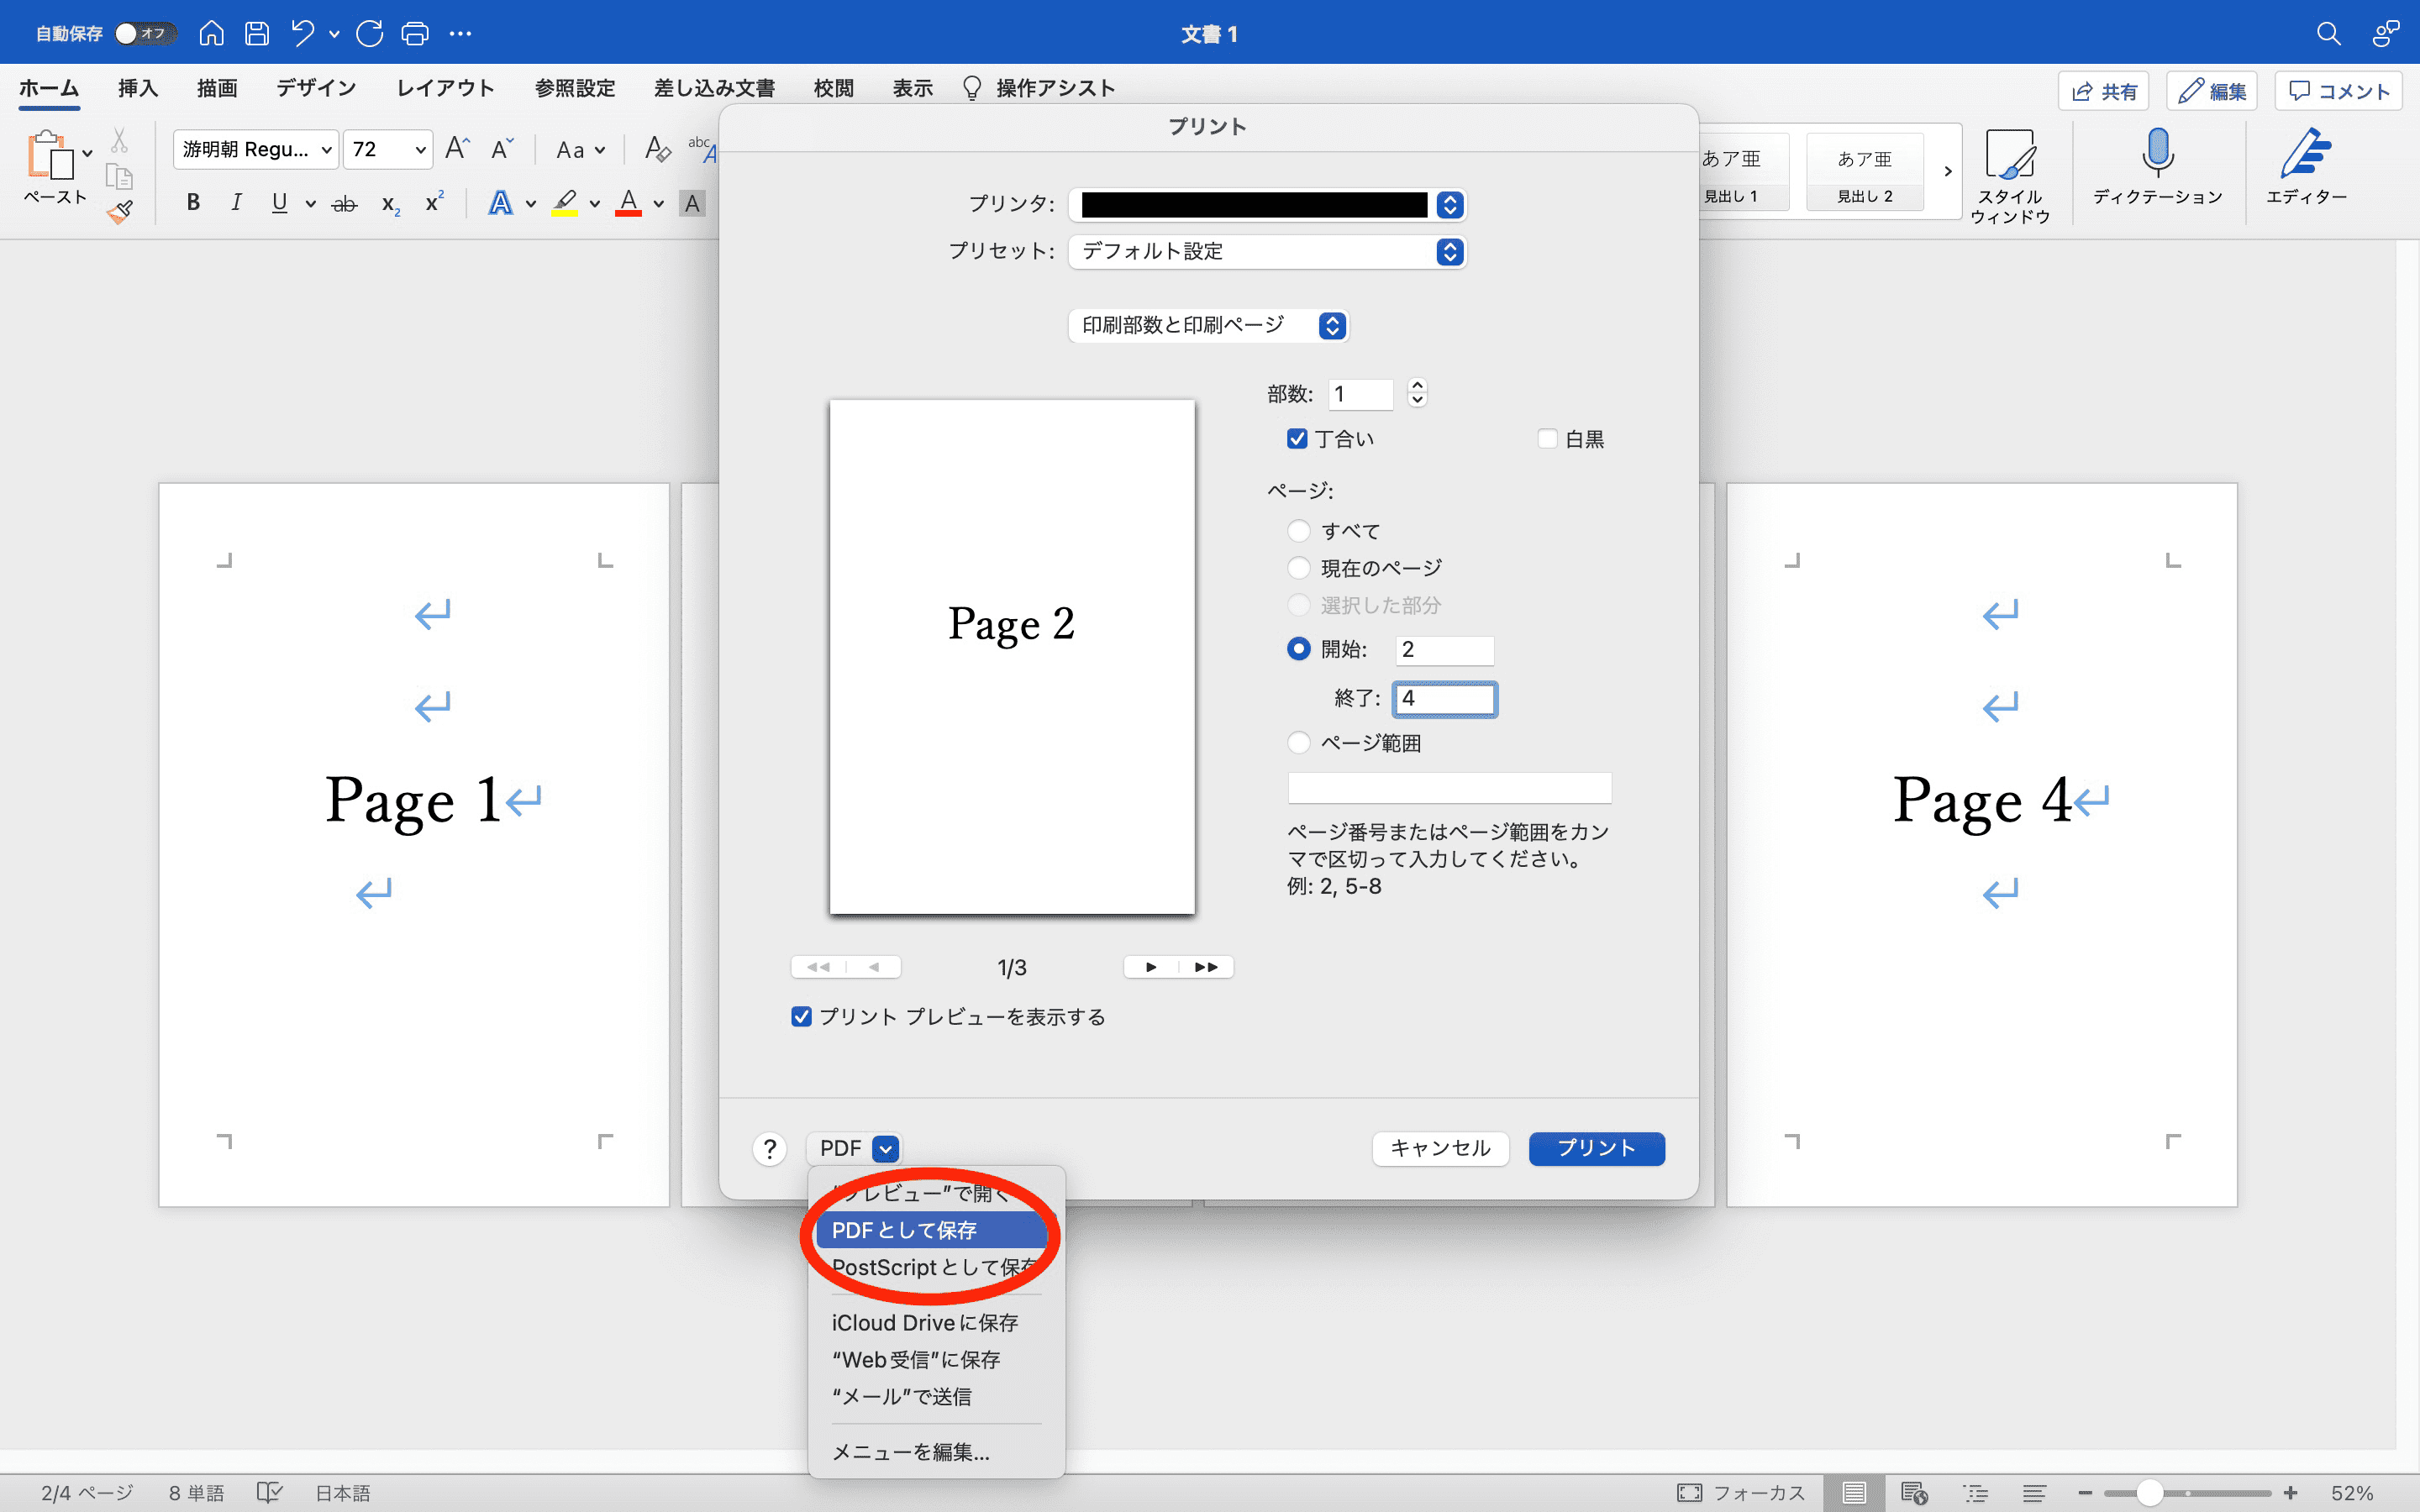 自動保存 オフ
文書 1
ホーム 挿入 描画 デザイン レイアウト 参照設定 差し込み文書 校閲 表示 操作アシスト
共有 編集 コメント
ペースト
游明朝 Regu... 72
Aa
abc
B I U ab x₂ x²
A A A
あア亜
見出し 1
あア亜
見出し 2
スタイル
ウィンドウ
ディクテーション
エディター
プリント
プリンタ:
プリセット: デフォルト設定
印刷部数と印刷ページ
部数: 1
丁合い 白黒
ページ:
すべて
現在のページ
選択した部分
開始: 2
終了: 4
ページ範囲
ページ番号またはページ範囲をカン
マで区切って入力してください。
例: 2, 5-8
Page 2
1/3
プリント プレビューを表示する
? PDF
キャンセル プリント
“プレビュー”で開く
PDFとして保存
PostScriptとして保存
iCloud Driveに保存
“Web受信”に保存
“メール”で送信
メニューを編集...
Page 1
Page 4
2/4 ページ 8 単語 日本語
フォーカス
52%